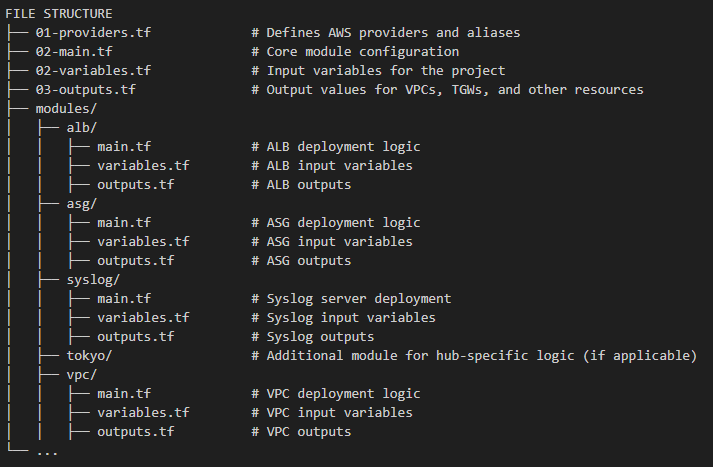 FILE STRUCTURE
├── 01-providers.tf             # Defines AWS providers and aliases
├── 02-main.tf                  # Core module configuration
├── 02-variables.tf             # Input variables for the project
├── 03-outputs.tf               # Output values for VPCs, TGWs, and other resources
├── modules/
│   ├── alb/
│   │   ├── main.tf             # ALB deployment logic
│   │   ├── variables.tf        # ALB input variables
│   │   ├── outputs.tf          # ALB outputs
│   ├── asg/
│   │   ├── main.tf             # ASG deployment logic
│   │   ├── variables.tf        # ASG input variables
│   │   ├── outputs.tf          # ASG outputs
│   ├── syslog/
│   │   ├── main.tf             # Syslog server deployment
│   │   ├── variables.tf        # Syslog input variables
│   │   ├── outputs.tf          # Syslog outputs
│   ├── tokyo/                  # Additional module for hub-specific logic (if applicable)
│   ├── vpc/
│   │   ├── main.tf             # VPC deployment logic
│   │   ├── variables.tf        # VPC input variables
│   │   ├── outputs.tf          # VPC outputs
└── ...